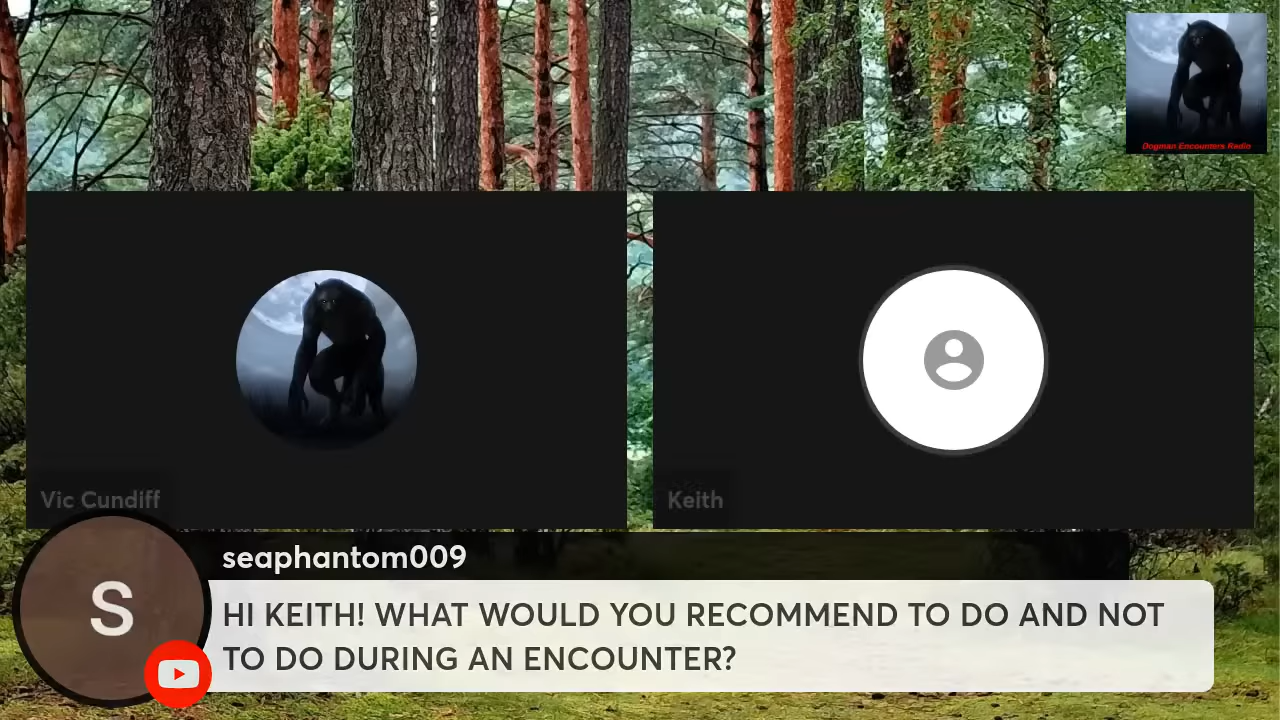 Dogman Encounters Radio
Vic Cundiff
Keith
S
seaphantom009
HI KEITH! WHAT WOULD YOU RECOMMEND TO DO AND NOT
TO DO DURING AN ENCOUNTER?